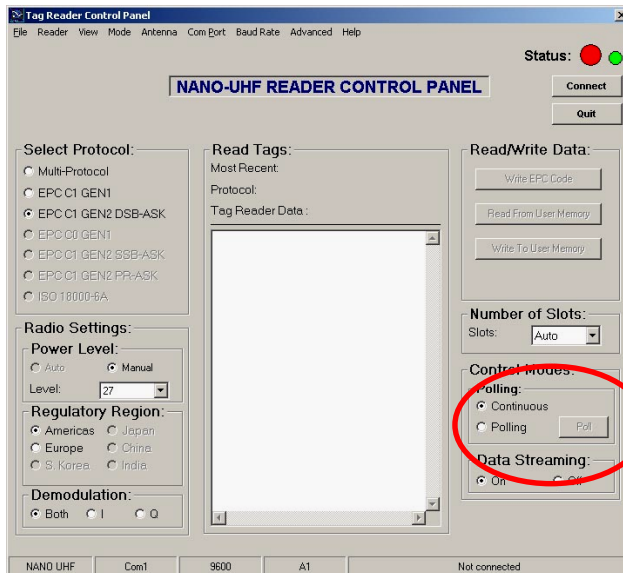 Tag Reader Control Panel
File Reader View Mode Antenna Com Port Baud Rate Advanced Help
Status:
NANO-UHF READER CONTROL PANEL
Connect
Quit
Select Protocol:
Multi-Protocol
EPC C1 GEN1
EPC C1 GEN2 DSB-ASK
EPC C0 GEN1
EPC C1 GEN2 SSB-ASK
EPC C1 GEN2 PR-ASK
ISO 18000-6A
Radio Settings:
Power Level:
Auto Manual
Level: 27
Regulatory Region:
Americas Japan
Europe China
S. Korea India
Demodulation:
Both I Q
Read Tags:
Most Recent:
Protocol:
Tag Reader Data :
Read/Write Data:
Write EPC Code
Read From User Memory
Write To User Memory
Number of Slots:
Slots: Auto
Control Modes:
Polling:
Continuous
Polling Poll
Data Streaming:
On Off
NANO UHF Com1 9600 A1 Not connected